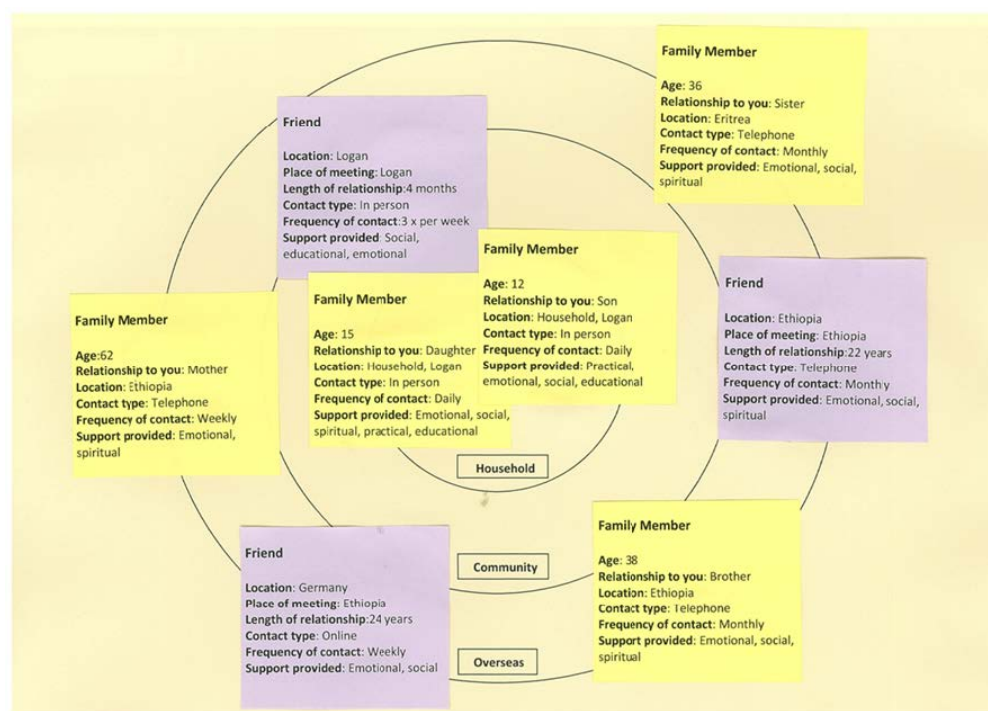 Family Member
Age: 36
Relationship to you: Sister
Location: Eritrea
Contact type: Telephone
Frequency of contact: Monthly
Support provided: Emotional, social,
spiritual
Friend
Location: Logan
Place of meeting: Logan
Length of relationship:4 months
Contact type: In person
Frequency of contact:3 x per week
Support provided: Social,
educational, emotional
Family Member
Age: 12
Relationship to you: Son
Location: Household, Logan
Contact type: In person
Frequency of contact: Daily
Support provided: Practical,
emotional, social, educational
Family Member
Age: 15
Relationship to you: Daughter
Location: Household, Logan
Contact type: In person
Frequency of contact: Daily
Support provided: Emotional, social,
spiritual, practical, educational
Friend
Location: Ethiopia
Place of meeting: Ethiopia
Length of relationship:22 years
Contact type: Telephone
Frequency of contact: Monthly
Support provided: Emotional, social,
spiritual
Family Member
Age:62
Relationship to you: Mother
Location: Ethiopia
Contact type: Telephone
Frequency of contact: Weekly
Support provided: Emotional,
spiritual
Household
Community
Overseas
Friend
Location: Germany
Place of meeting: Ethiopia
Length of relationship:24 years
Contact type: Online
Frequency of contact: Weekly
Support provided: Emotional, social
Family Member
Age: 38
Relationship to you: Brother
Location: Ethiopia
Contact type: Telephone
Frequency of contact: Monthly
Support provided: Emotional, social,
spiritual